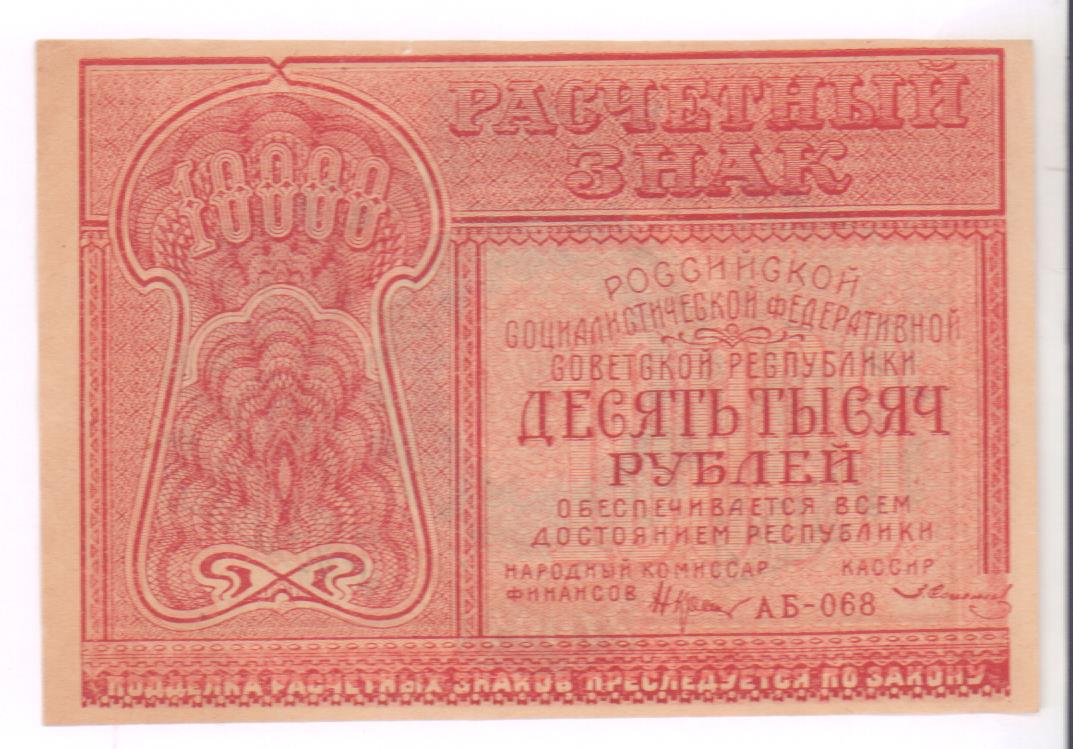 РАСЧЕТНЫЙ
ЗНАК
10000
10000
РОССИЙСКОЙ
СОЦИАЛИСТИЧЕСКОЙ ФЕДЕРАТИВНОЙ
СОВЕТСКОЙ РЕСПУБЛИКИ
ДЕСЯТЬ ТЫСЯЧ
РУБЛЕЙ
ОБЕСПЕЧИВАЕТСЯ ВСЕМ
ДОСТОЯНИЕМ РЕСПУБЛИКИ
НАРОДНЫЙ КОМИССАР КАССИР
ФИНАНСОВ АБ-068
ПОДДЕЛКА РАСЧЕТНЫХ ЗНАКОВ ПРЕСЛЕДУЕТСЯ ПО ЗАКОНУ